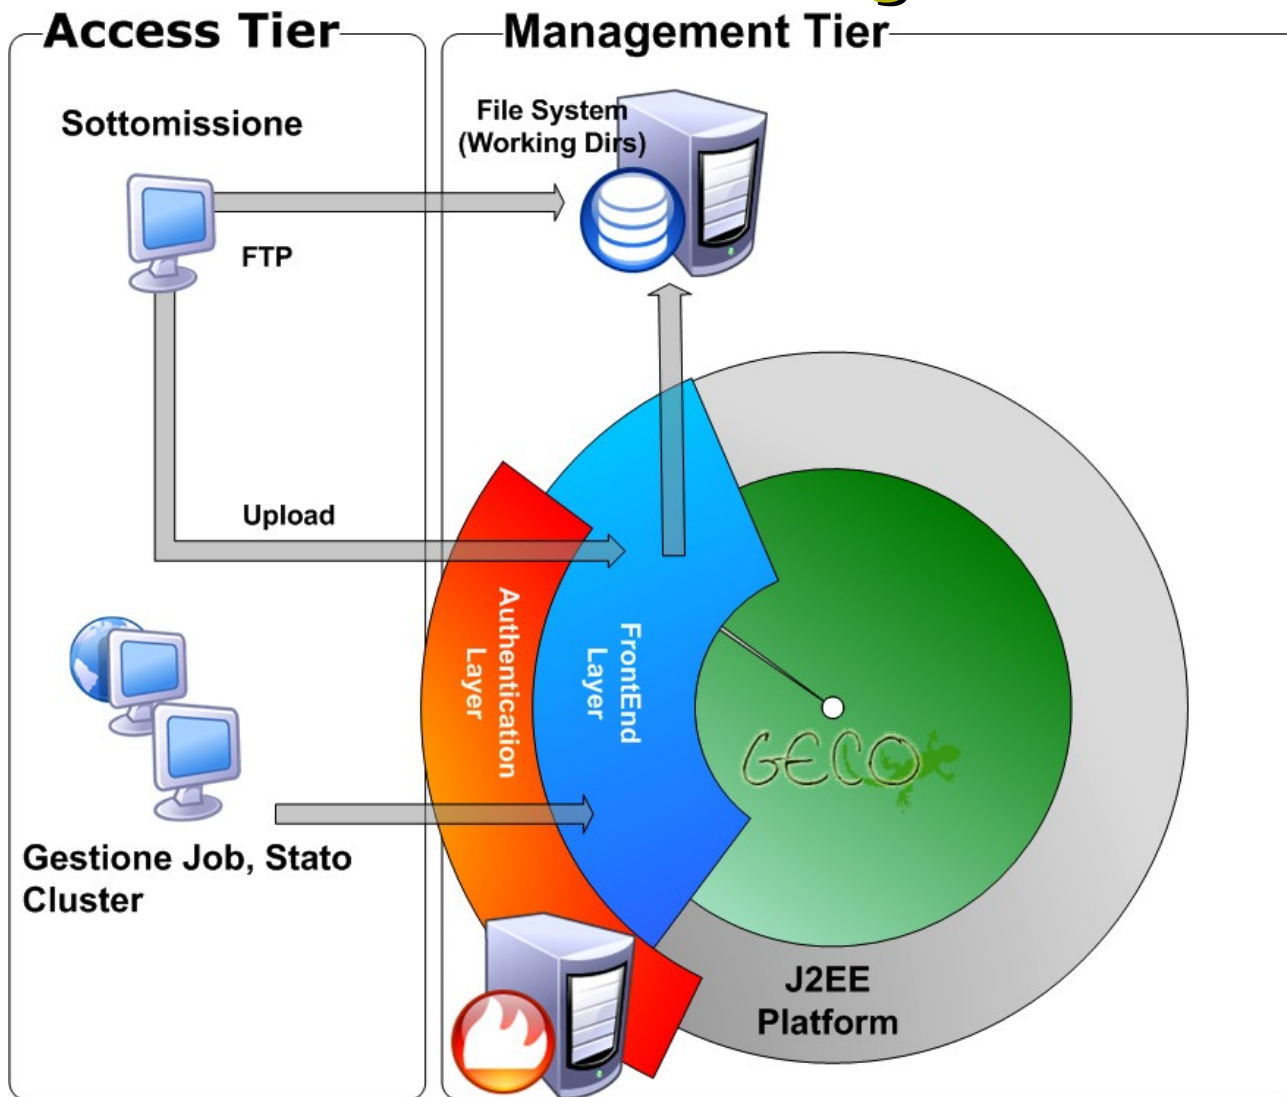 Access Tier
Management Tier
Sottomissione
File System
(Working Dirs)
FTP
Upload
Authentication
Layer
FrontEnd
Layer
GECO
Gestione Job, Stato
Cluster
J2EE
Platform